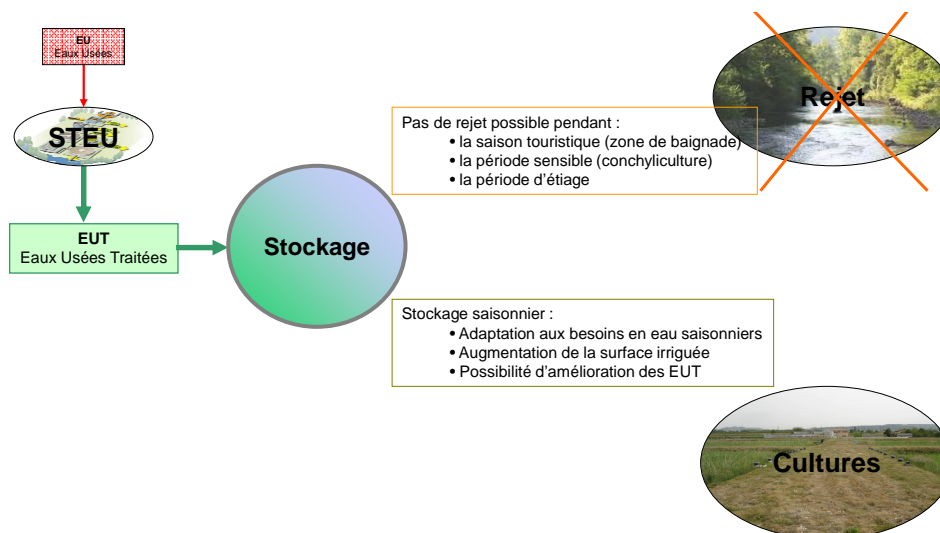 EU
Eaux Usées
STEU
EUT
Eaux Usées Traitées
Stockage
Pas de rejet possible pendant :
• la saison touristique (zone de baignade)
• la période sensible (conchyliculture)
• la période d'étiage
Rejet
Stockage saisonnier :
• Adaptation aux besoins en eau saisonniers
• Augmentation de la surface irriguée
• Possibilité d'amélioration des EUT
Cultures